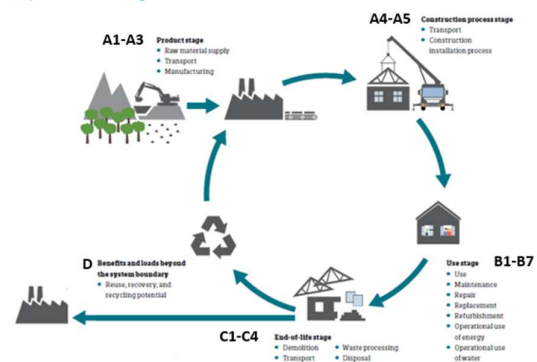 A1-A3
Product stage
Raw material supply
Transport
Manufacturing
A4-A5
Construction process stage
Transport
Construction
installation process
B1-B7
Use stage
Use
Maintenance
Repair
Replacement
Refurbishment
Operational use
of energy
Operational use
of water
C1-C4
End-of-life stage
Demolition
Transport
Waste processing
Disposal
D
Benefits and loads beyond
the system boundary
Reuse, recovery, and
recycling potential